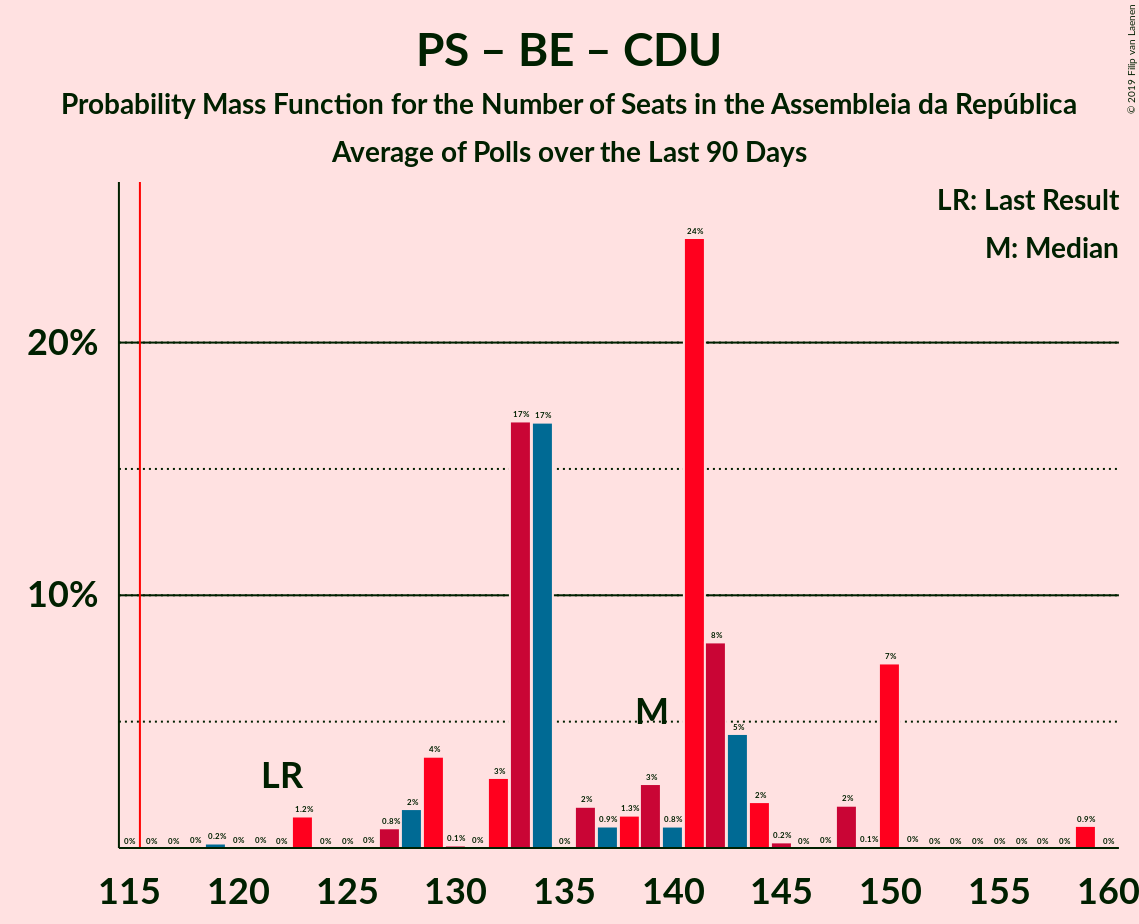 PS – BE – CDU
Probability Mass Function for the Number of Seats in the Assembleia da República
Average of Polls over the Last 90 Days
© 2019 Filip van Laenen
LR: Last Result
M: Median
20%
10%
LR
M
0% 0% 0% 0% 0.2% 0% 0% 0% 1.2% 0% 0% 0% 0.8% 2% 4% 0.1% 0% 3% 17% 17% 0% 2% 0.9% 1.3% 3% 0.8% 24% 8% 5% 2% 0.2% 0% 0% 2% 0.1% 7% 0% 0% 0% 0% 0% 0% 0% 0% 0.9% 0%
115 120 125 130 135 140 145 150 155 160